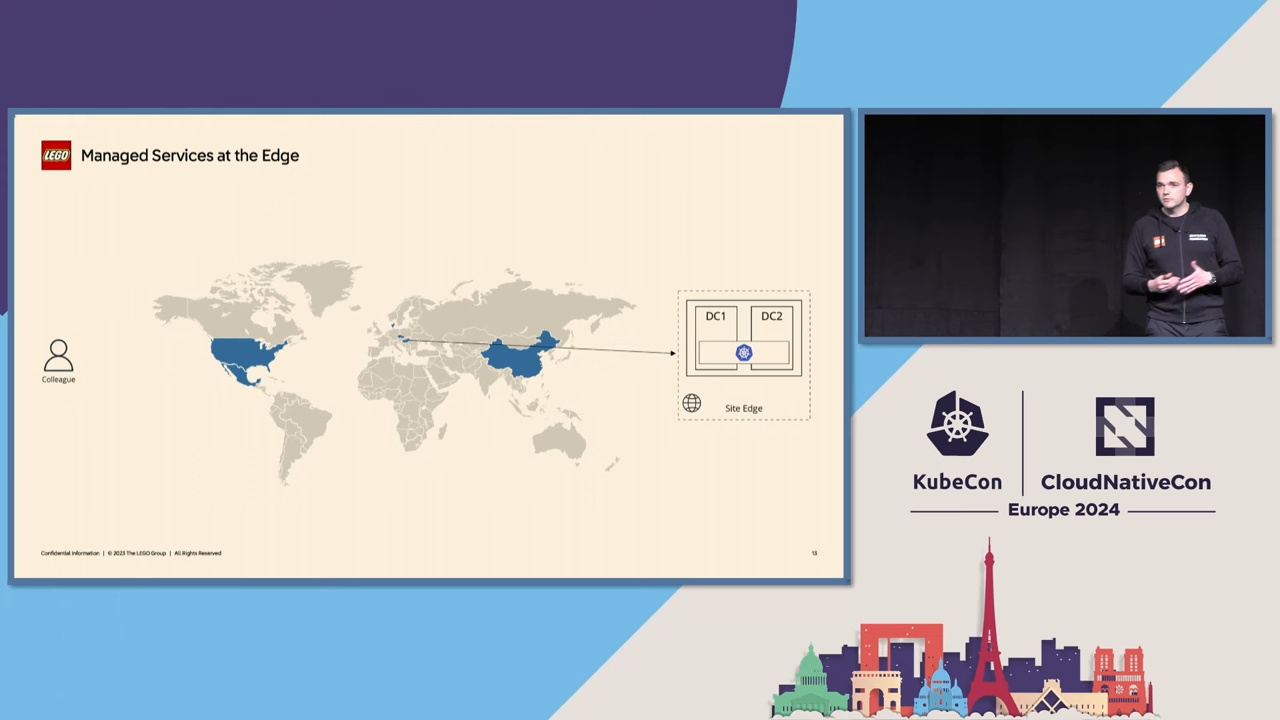 LEGO
Managed Services at the Edge
DC1
DC2
Colleague
Site Edge
Confidential Information | © 2023 The LEGO Group | All Rights Reserved
13
KubeCon
CloudNativeCon
Europe 2024